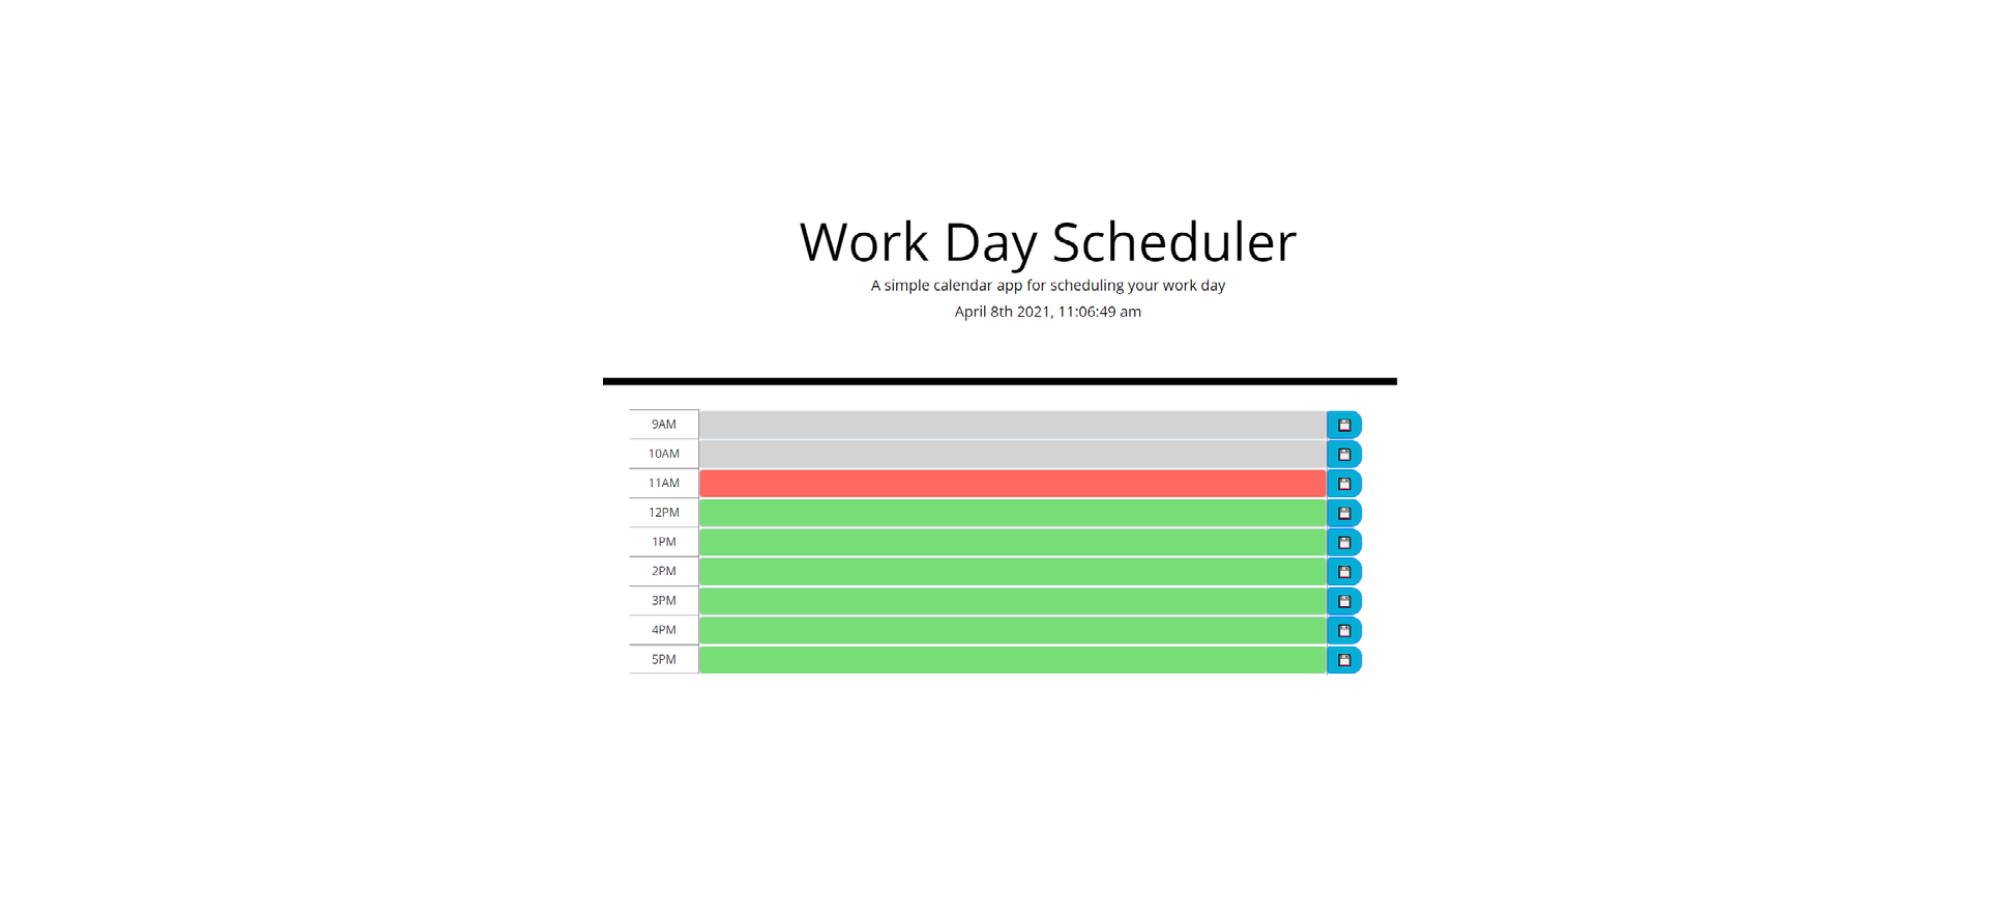 Work Day Scheduler
A simple calendar app for scheduling your work day
April 8th 2021, 11:06:49 am
9AM
10AM
11AM
12PM
1PM
2PM
3PM
4PM
5PM